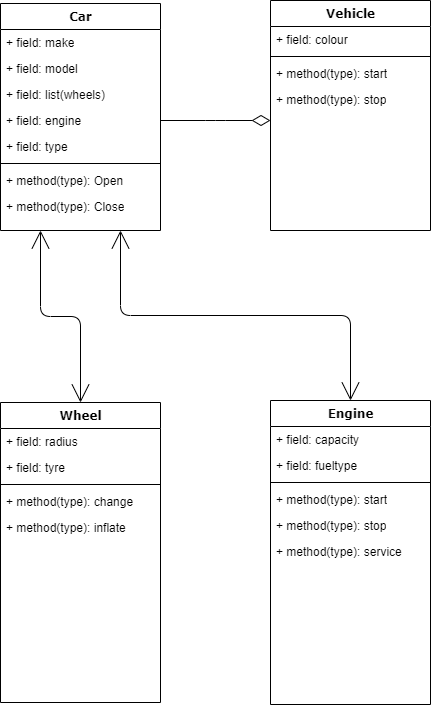 Car
+ field: make
+ field: model
+ field: list(wheels)
+ field: engine
+ field: type
+ method(type): Open
+ method(type): Close
Vehicle
+ field: colour
+ method(type): start
+ method(type): stop
Wheel
+ field: radius
+ field: tyre
+ method(type): change
+ method(type): inflate
Engine
+ field: capacity
+ field: fueltype
+ method(type): start
+ method(type): stop
+ method(type): service